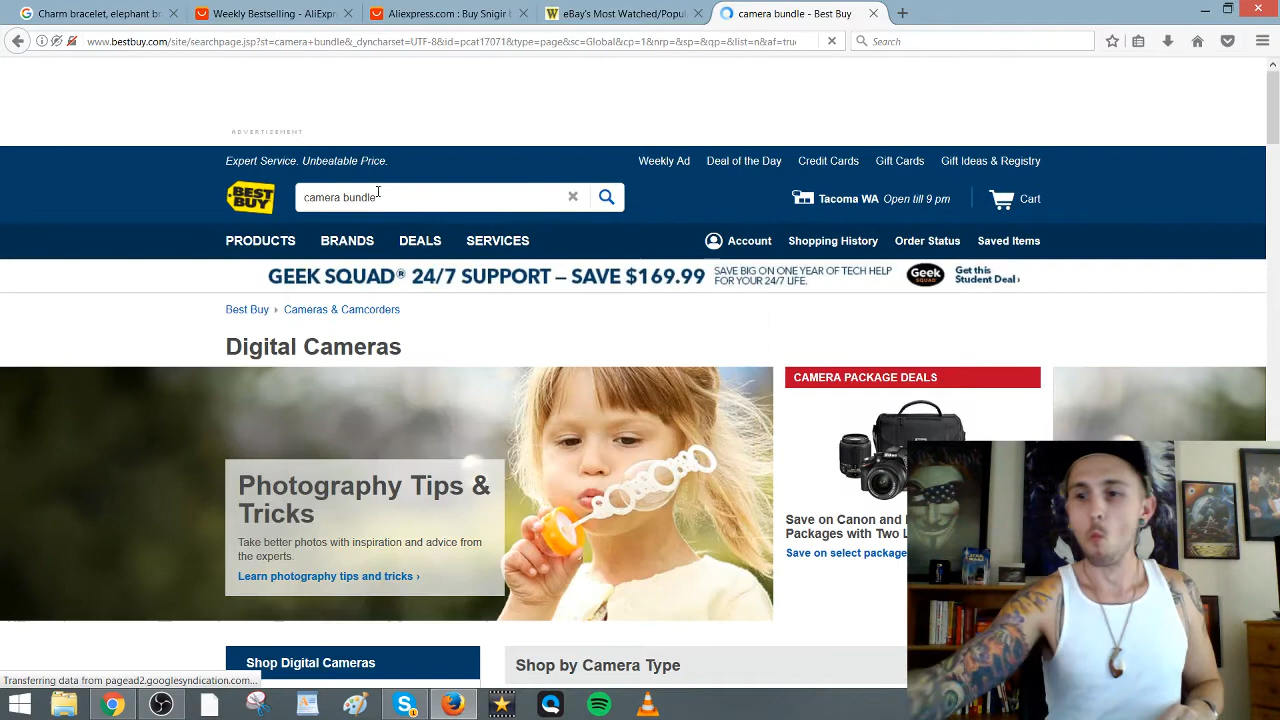 Charm bracelet, elephant br
Weekly Selling - AliExpr
Aliexpress.com : Buy Sngir
eBay's Most Watched/Popul
camera bundle - Best Buy
www.bestbuy.com/site/searchpage.jsp?st=camera+bundle&_dyncharset=UTF-8&id=pcat17071&type=page&sc=Global&cp=1&nrp=&sp=&qp=&list=n&af=tru
Search
ADVERTISEMENT
Expert Service. Unbeatable Price.
Weekly Ad
Deal of the Day
Credit Cards
Gift Cards
Gift Ideas & Registry
BEST BUY
camera bundle
Tacoma WA Open till 9 pm
Cart
PRODUCTS
BRANDS
DEALS
SERVICES
Account
Shopping History
Order Status
Saved Items
GEEK SQUAD® 24/7 SUPPORT – SAVE $169.99
SAVE BIG ON ONE YEAR OF TECH HELP
FOR YOUR 24/7 LIFE.
Geek Squad
Get this
Student Deal ›
Best Buy
Cameras & Camcorders
Digital Cameras
CAMERA PACKAGE DEALS
Photography Tips &
Tricks
Take better photos with inspiration and advice from
the experts.
Learn photography tips and tricks ›
Save on Canon and
Packages with Two L
Save on select package
Shop Digital Cameras
Shop by Camera Type
Transferring data from pagead2.googlesyndication.com...